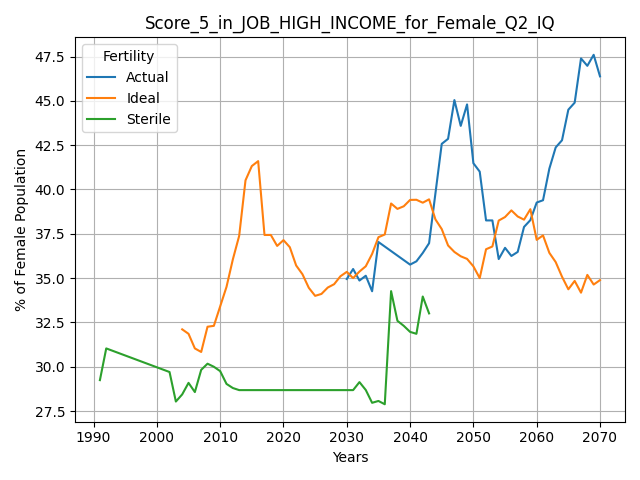 Score_5_in_JOB_HIGH_INCOME_for_Female_Q2_IQ
Fertility
Actual
Ideal
Sterile
% of Female Population
47.5
45.0
42.5
40.0
37.5
35.0
32.5
30.0
27.5
1990 2000 2010 2020 2030 2040 2050 2060 2070
Years